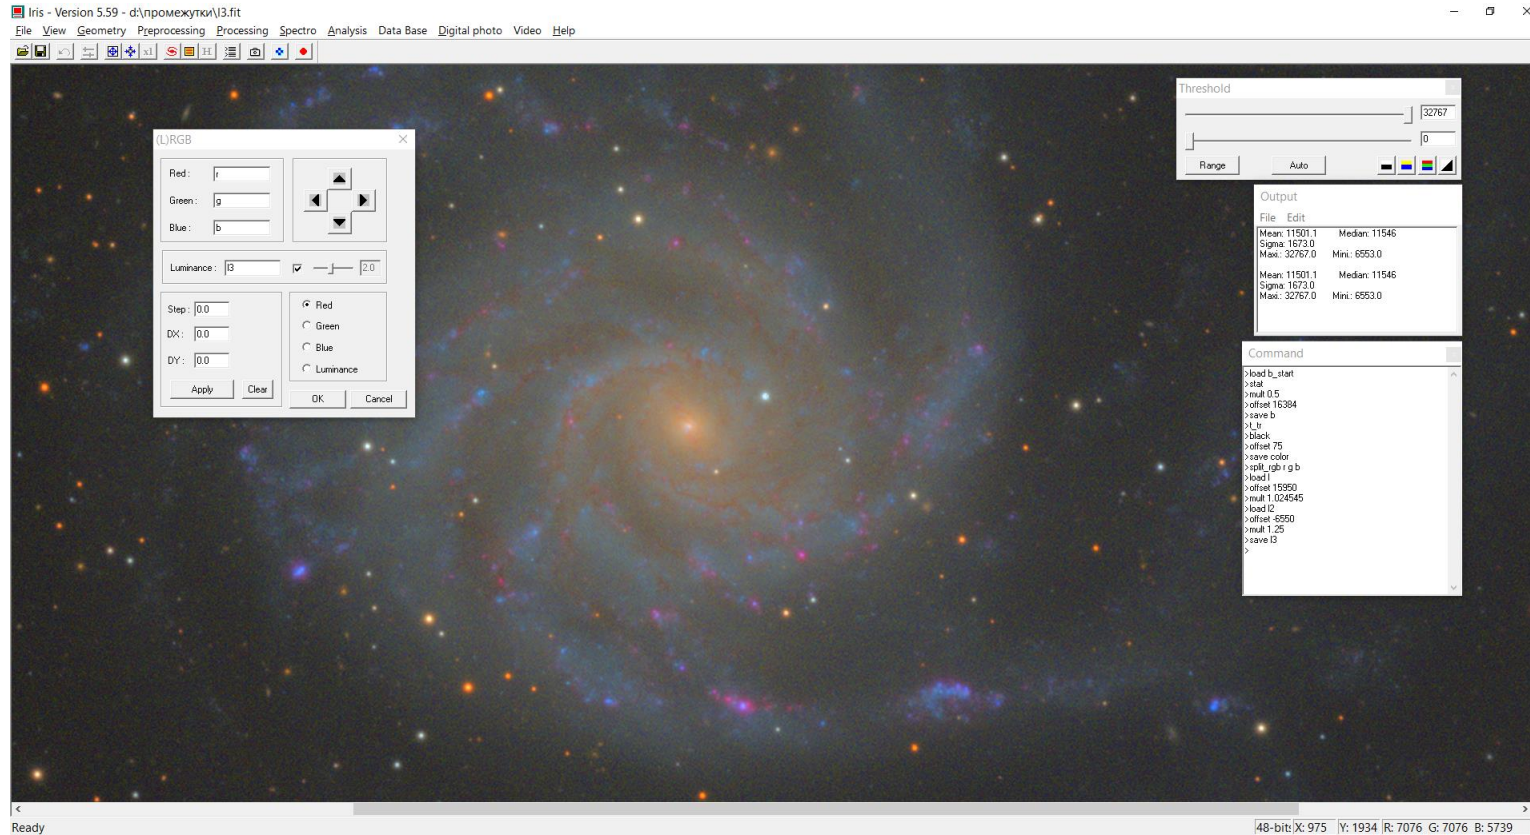 Iris - Version 5.59 - d:\промежутки\l3.fit
File View Geometry Preprocessing Processing Spectro Analysis Data Base Digital photo Video Help
x1 H
(L)RGB
Red : r
Green : g
Blue : b
Luminance : l3 2.0
Step : 0.0
DX : 0.0
DY : 0.0
Apply Clear
Red
Green
Blue
Luminance
OK Cancel
Threshold
32767
0
Range Auto
Output
File Edit
Mean: 11501.1 Median: 11546
Sigma: 1673.0
Maxi.: 32767.0 Mini.: 6553.0
Mean: 11501.1 Median: 11546
Sigma: 1673.0
Maxi.: 32767.0 Mini.: 6553.0
Command
>load b_start
>stat
>mult 0.5
>offset 16384
>save b
>t_tr
>black
>offset 75
>save color
>split_rgb r g b
>load l
>offset 15950
>mult 1.024545
>load l2
>offset -6550
>mult 1.25
>save l3
>
Ready
48-bit: X: 975 Y: 1934 R: 7076 G: 7076 B: 5739